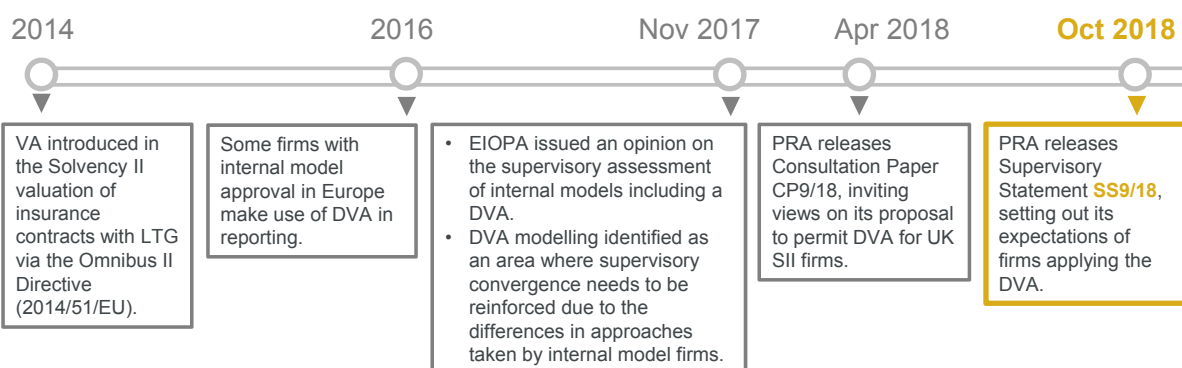 2014
2016
Nov 2017
Apr 2018
Oct 2018
VA introduced in
the Solvency II
valuation of
insurance
contracts with LTG
via the Omnibus II
Directive
(2014/51/EU).
Some firms with
internal model
approval in Europe
make use of DVA in
reporting.
• EIOPA issued an opinion on
the supervisory assessment
of internal models including a
DVA.
• DVA modelling identified as
an area where supervisory
convergence needs to be
reinforced due to the
differences in approaches
taken by internal model firms.
PRA releases
Consultation Paper
CP9/18, inviting
views on its proposal
to permit DVA for UK
SII firms.
PRA releases
Supervisory
Statement SS9/18,
setting out its
expectations of
firms applying the
DVA.